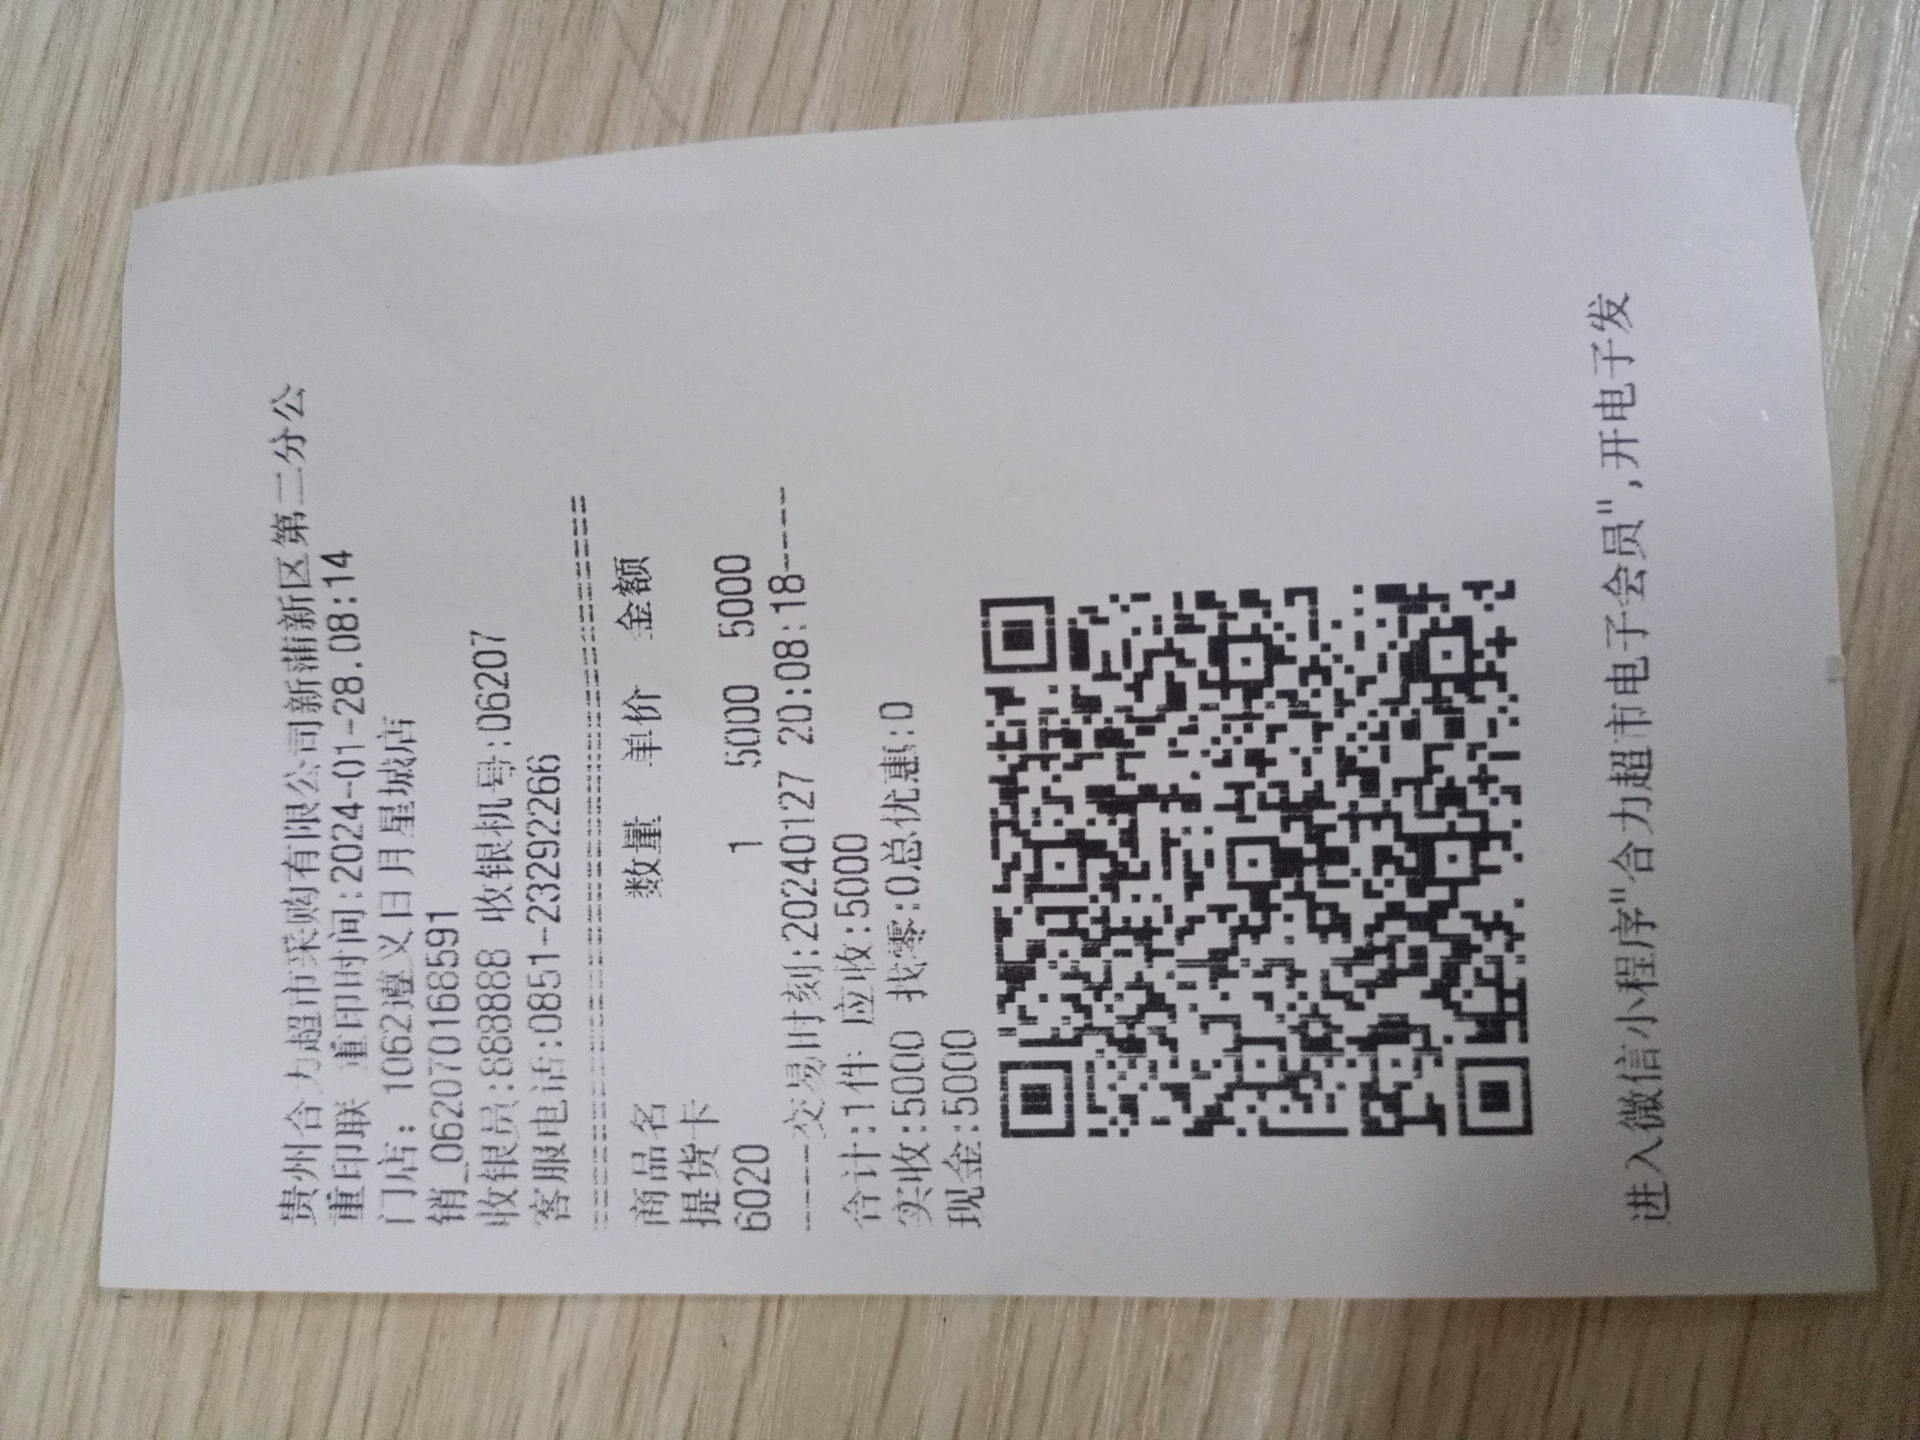 贵州合力超市采购有限公司新蒲新区第二分公
重印联 重印时间:2024-01-28.08:14
门店: 1062遵义日月星城店
销_062070168591
收银员:888888 收银机号:06207
客服电话:0851-23292266
================================
商品名 数量 单价 金额
提货卡
6020 1 5000 5000
-----交易时刻:20240127 20:08:18-----
合计:1件 应收:5000
实收:5000 找零:0总优惠:0
现金:5000
进入微信小程序"合力超市电子会员",开电子发